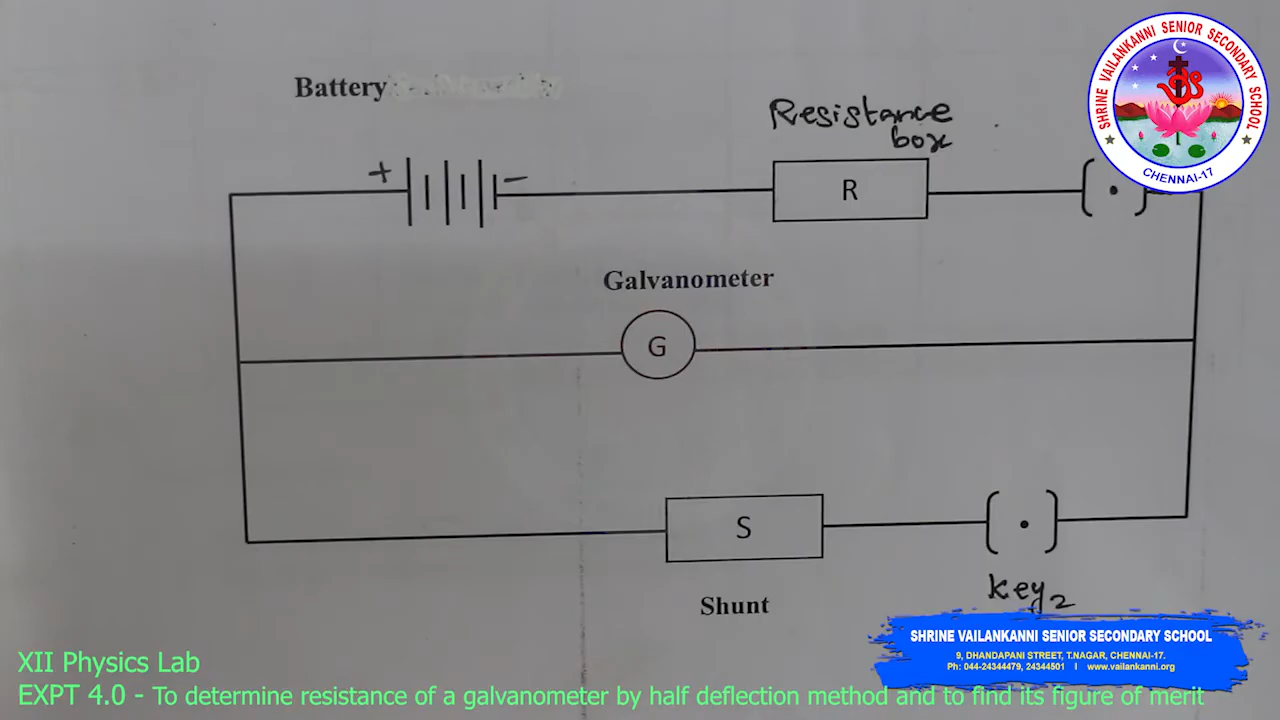 Battery
+
−
Resistance
box
R
Galvanometer
G
S
Shunt
Key2
SHRINE VAILANKANNI SENIOR SECONDARY SCHOOL
CHENNAI-17
SHRINE VAILANKANNI SENIOR SECONDARY SCHOOL
9, DHANDAPANI STREET, T.NAGAR, CHENNAI-17.
Ph: 044-24344479, 24344501 I www.vailankanni.org
XII Physics Lab
EXPT 4.0 - To determine resistance of a galvanometer by half deflection method and to find its figure of merit